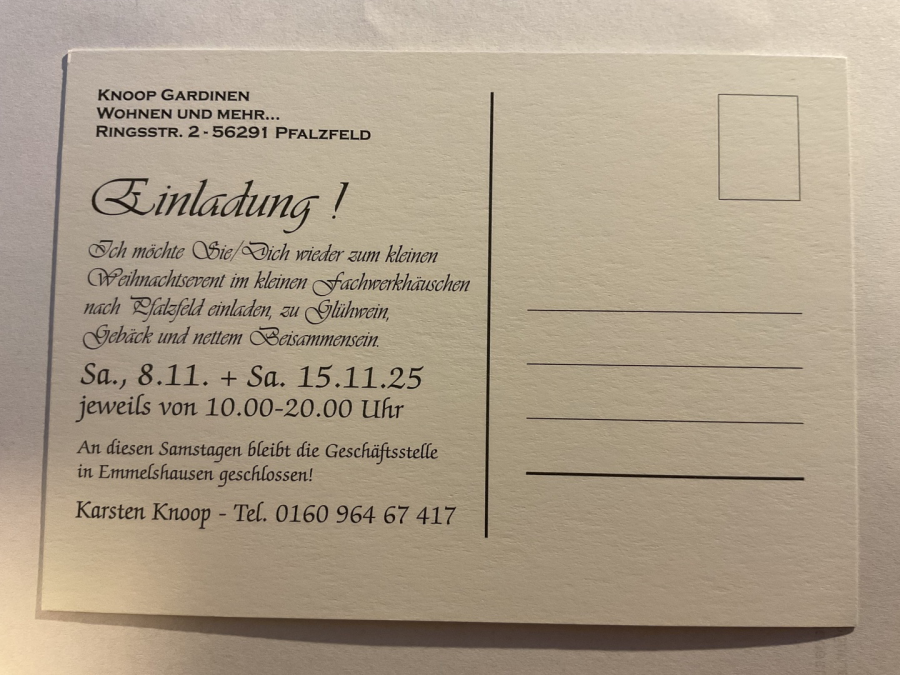 KNOOP GARDINEN
WOHNEN UND MEHR...
RINGSSTR. 2 - 56291 PFALZFELD
Einladung !
Ich möchte Sie/Dich wieder zum kleinen
Weihnachtsevent im kleinen Fachwerkhäuschen
nach Pfalzfeld einladen, zu Glühwein,
Gebäck und nettem Beisammensein.
Sa., 8.11. + Sa. 15.11.25
jeweils von 10.00-20.00 Uhr
An diesen Samstagen bleibt die Geschäftsstelle
in Emmelshausen geschlossen!
Karsten Knoop - Tel. 0160 964 67 417